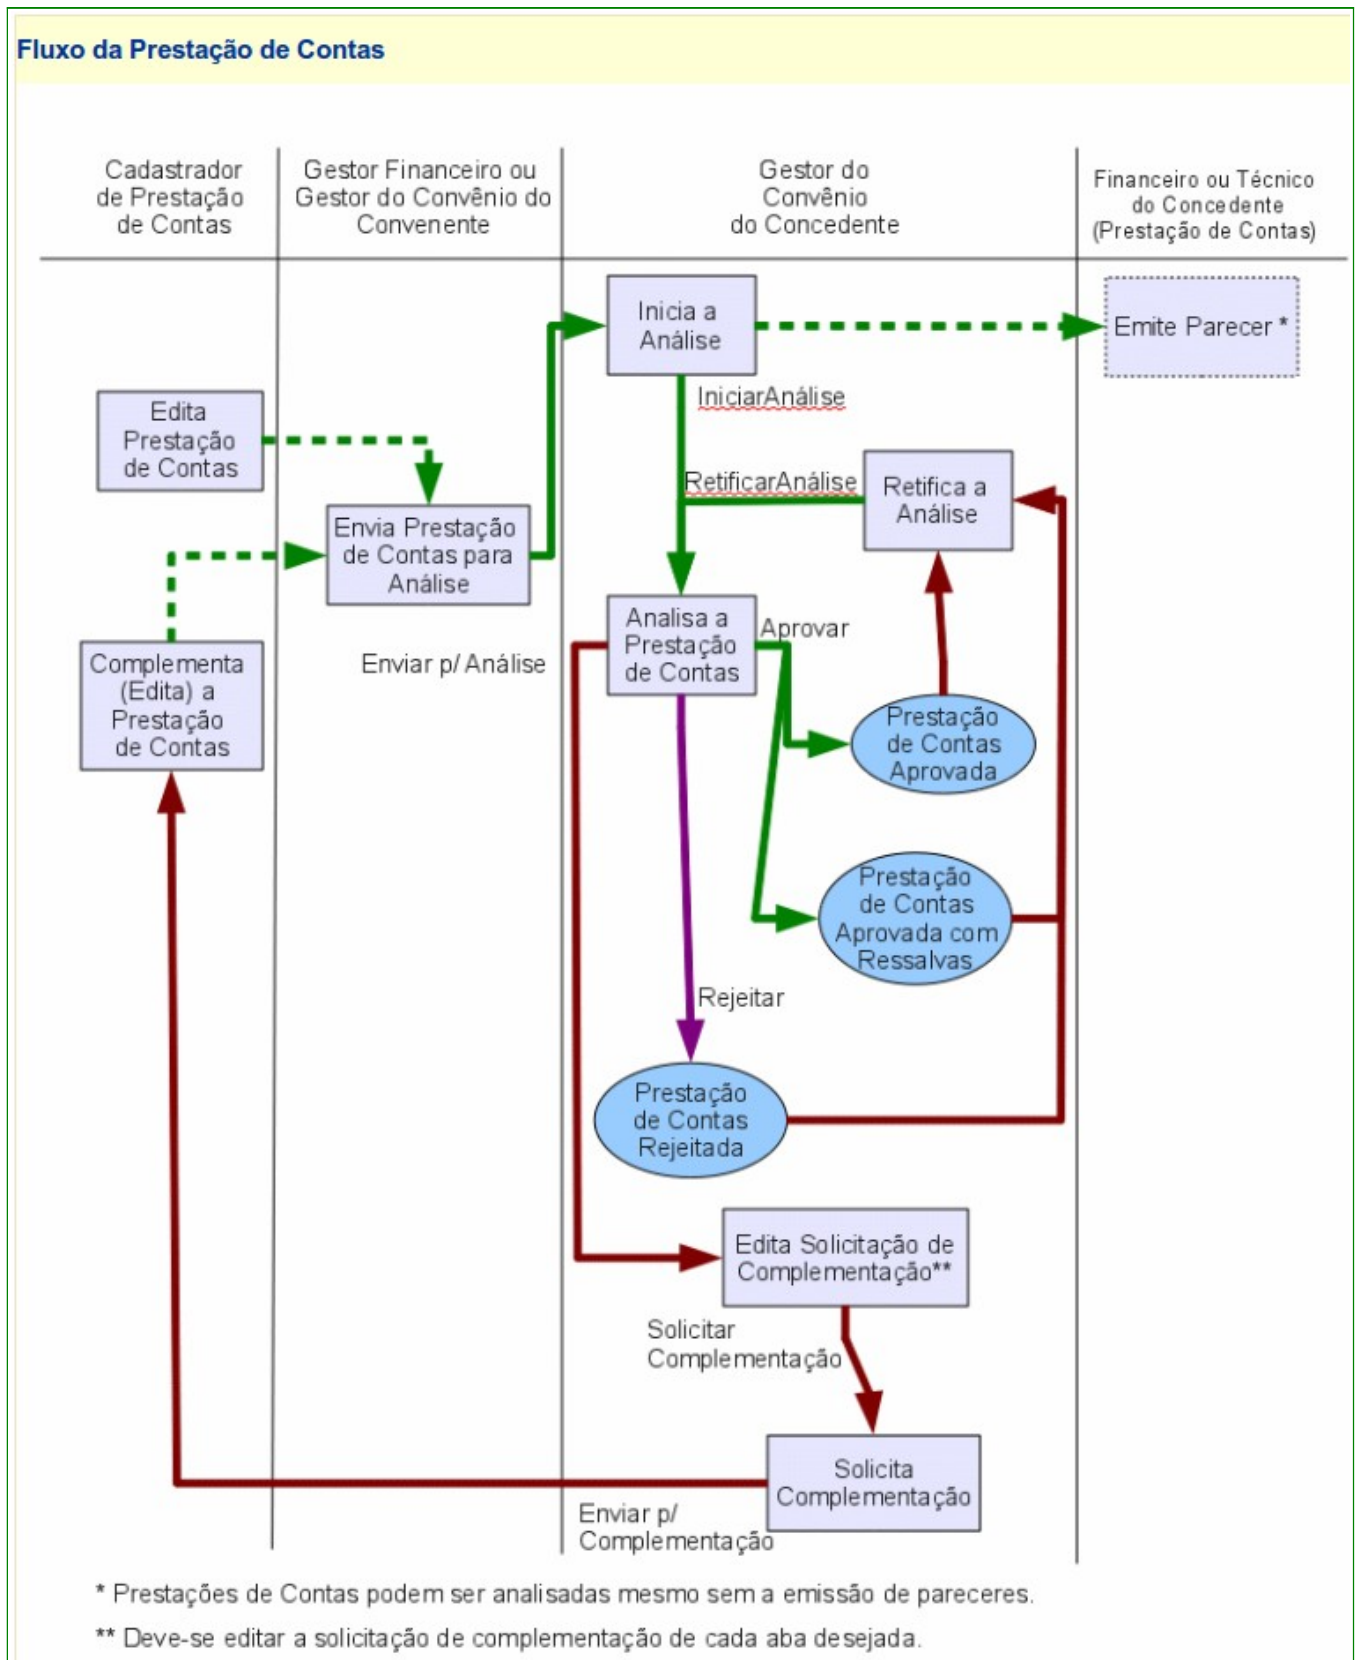 Fluxo da Prestação de Contas
Cadastrador
de Prestação
de Contas
Gestor Financeiro ou
Gestor do Convênio do
Convenente
Gestor do
Convênio
do Concedente
Financeiro ou Técnico
do Concedente
(Prestação de Contas)
Inicia a
Análise
Emite Parecer *
IniciarAnálise
Edita
Prestação
de Contas
RetificarAnálise
Retifica a
Análise
Envia Prestação
de Contas para
Análise
Analisa a
Prestação
de Contas
Aprovar
Enviar p/ Análise
Complementa
(Edita) a
Prestação
de Contas
Prestação
de Contas
Aprovada
Prestação
de Contas
Aprovada com
Ressalvas
Rejeitar
Prestação
de Contas
Rejeitada
Edita Solicitação de
Complementação**
Solicitar
Complementação
Solicita
Complementação
Enviar p/
Complementação
* Prestações de Contas podem ser analisadas mesmo sem a emissão de pareceres.
** Deve-se editar a solicitação de complementação de cada aba desejada.